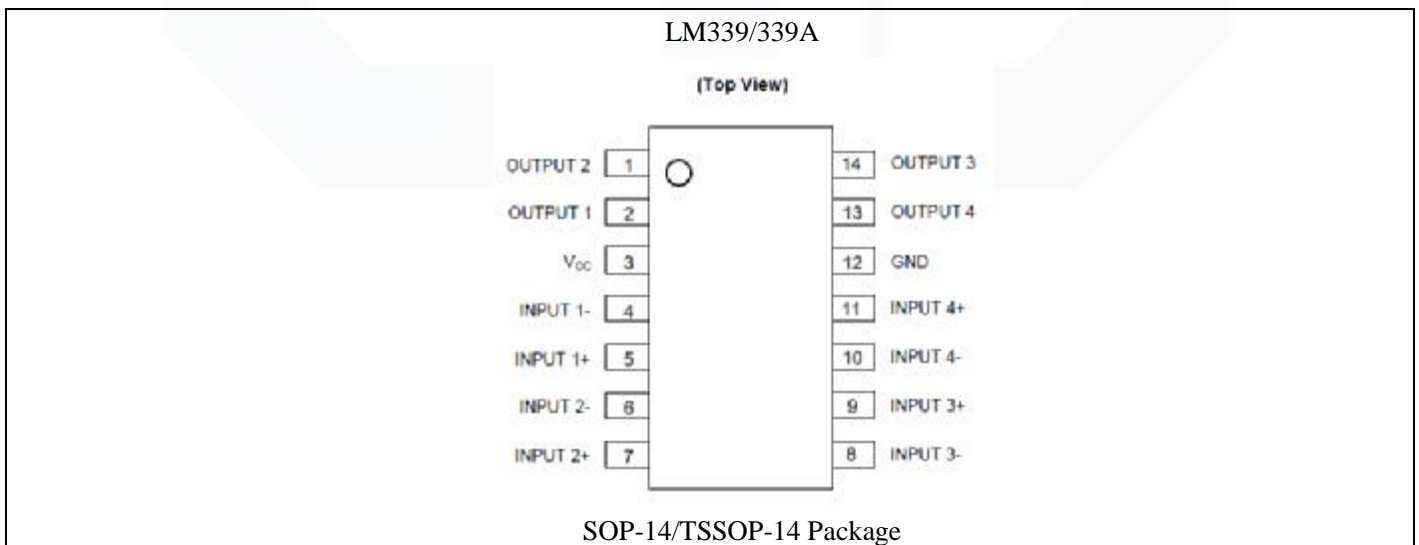 LM339/339A
(Top View)
OUTPUT 2 1 14 OUTPUT 3
OUTPUT 1 2 13 OUTPUT 4
VCC 3 12 GND
INPUT 1- 4 11 INPUT 4+
INPUT 1+ 5 10 INPUT 4-
INPUT 2- 6 9 INPUT 3+
INPUT 2+ 7 8 INPUT 3-
SOP-14/TSSOP-14 Package